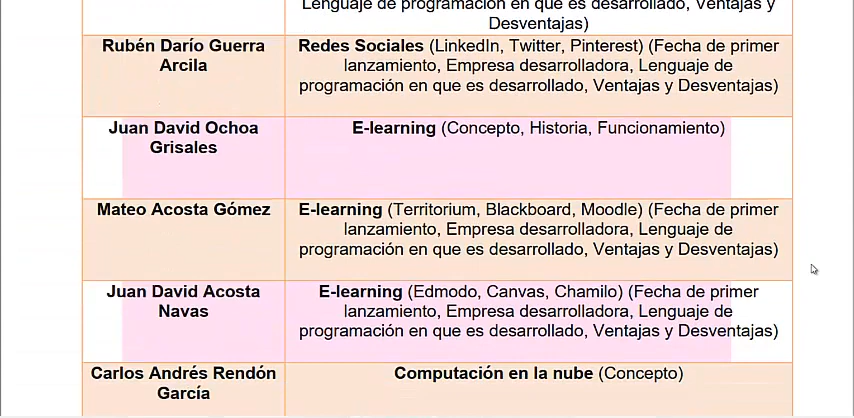 Lenguaje de programación en que es desarrollado, Ventajas y
Desventajas)
Rubén Darío Guerra
Arcila
Redes Sociales (LinkedIn, Twitter, Pinterest) (Fecha de primer
lanzamiento, Empresa desarrolladora, Lenguaje de
programación en que es desarrollado, Ventajas y Desventajas)
Juan David Ochoa
Grisales
E-learning (Concepto, Historia, Funcionamiento)
Mateo Acosta Gómez
E-learning (Territorium, Blackboard, Moodle) (Fecha de primer
lanzamiento, Empresa desarrolladora, Lenguaje de
programación en que es desarrollado, Ventajas y Desventajas)
Juan David Acosta
Navas
E-learning (Edmodo, Canvas, Chamilo) (Fecha de primer
lanzamiento, Empresa desarrolladora, Lenguaje de
programación en que es desarrollado, Ventajas y Desventajas)
Carlos Andrés Rendón
García
Computación en la nube (Concepto)